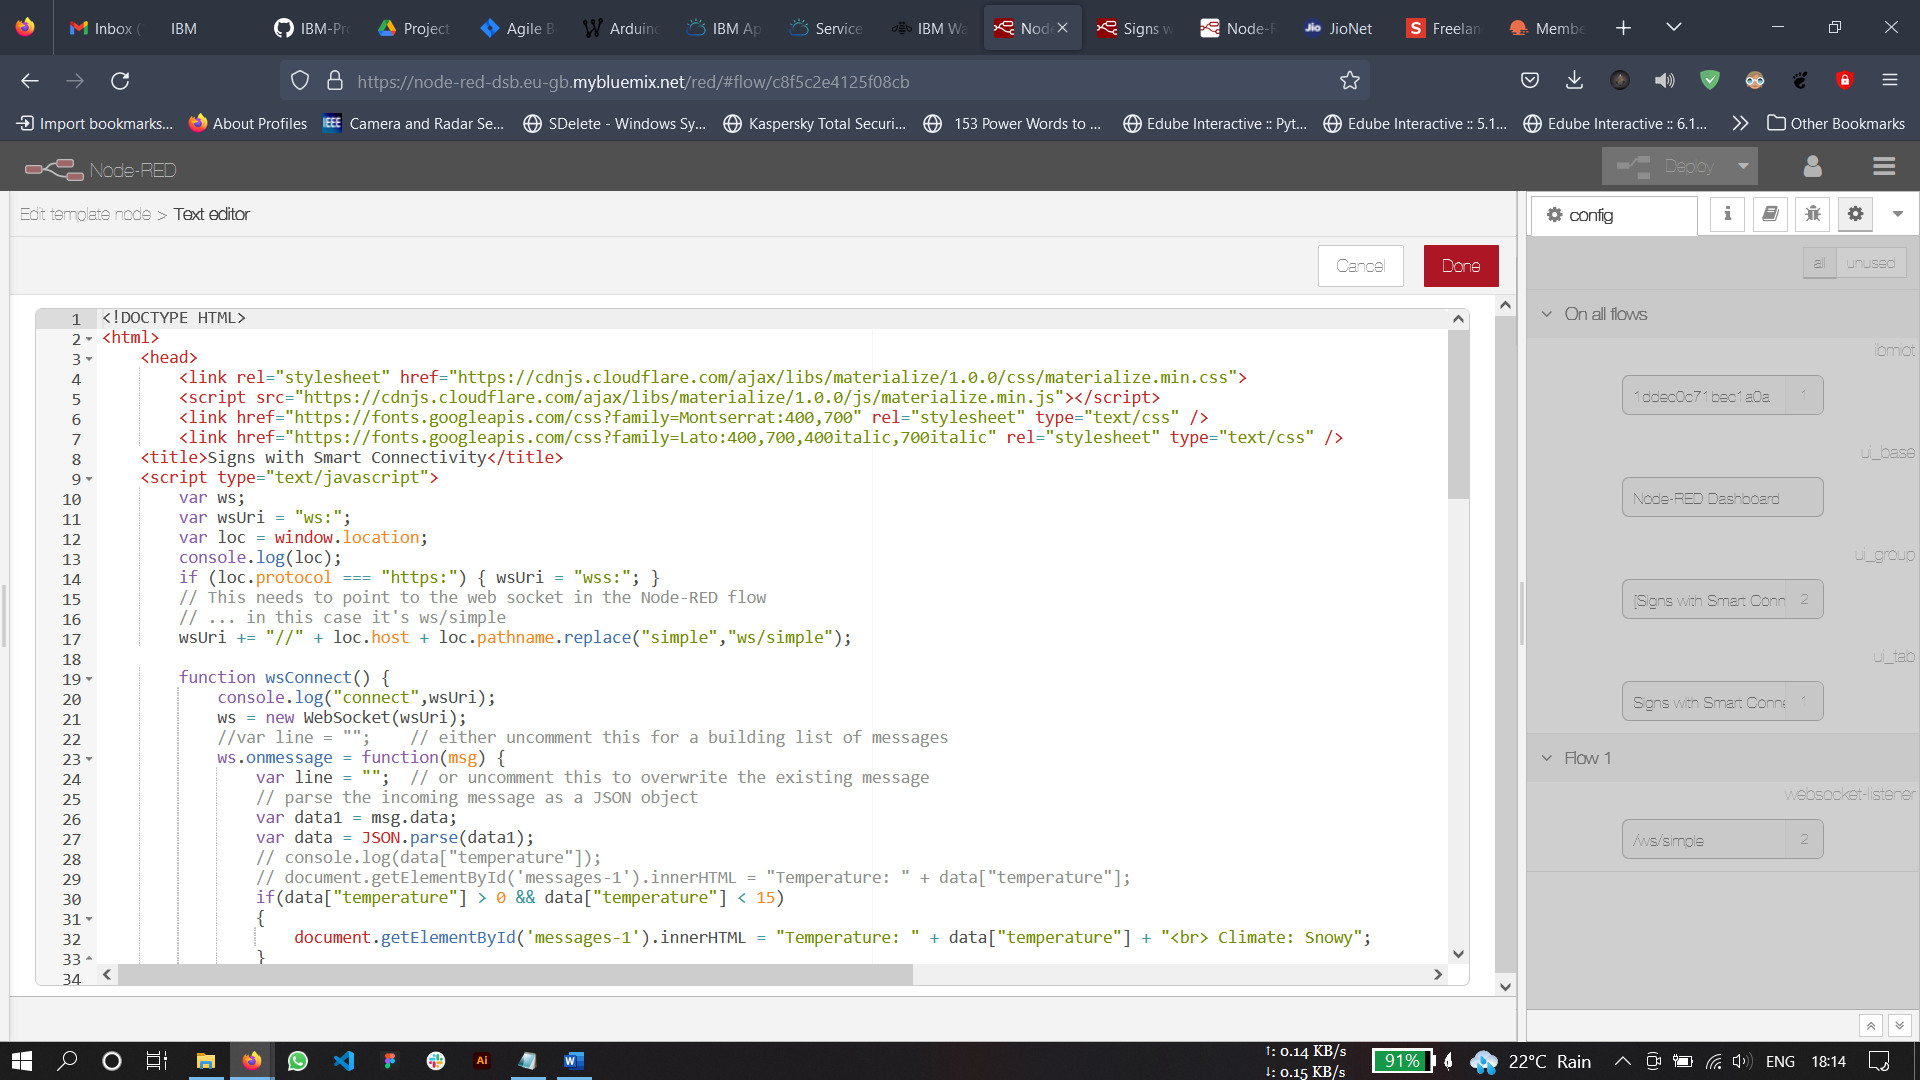 Inbox (
IBM
IBM-Pr
Project
Agile B
Arduin
IBM Ap
Service
IBM Wa
Node
Signs w
Node-R
JioNet
Freelan
Membe
https://node-red-dsb.eu-gb.mybluemix.net/red/#flow/c8f5c2e4125f08cb
Import bookmarks...
About Profiles
IEEE
Camera and Radar Se...
SDelete - Windows Sy...
Kaspersky Total Securi...
153 Power Words to ...
Edube Interactive :: Pyt...
Edube Interactive :: 5.1...
Edube Interactive :: 6.1...
Other Bookmarks
Node-RED
Deploy
Edit template node > Text editor
Cancel
Done
1 <!DOCTYPE HTML>
2 <html>
3 <head>
4 <link rel="stylesheet" href="https://cdnjs.cloudflare.com/ajax/libs/materialize/1.0.0/css/materialize.min.css">
5 <script src="https://cdnjs.cloudflare.com/ajax/libs/materialize/1.0.0/js/materialize.min.js"></script>
6 <link href="https://fonts.googleapis.com/css?family=Montserrat:400,700" rel="stylesheet" type="text/css" />
7 <link href="https://fonts.googleapis.com/css?family=Lato:400,700,400italic,700italic" rel="stylesheet" type="text/css" />
8 <title>Signs with Smart Connectivity</title>
9 <script type="text/javascript">
10 var ws;
11 var wsUri = "ws:";
12 var loc = window.location;
13 console.log(loc);
14 if (loc.protocol === "https:") { wsUri = "wss:"; }
15 // This needs to point to the web socket in the Node-RED flow
16 // ... in this case it's ws/simple
17 wsUri += "//" + loc.host + loc.pathname.replace("simple","ws/simple");
18
19 function wsConnect() {
20 console.log("connect",wsUri);
21 ws = new WebSocket(wsUri);
22 //var line = "";    // either uncomment this for a building list of messages
23 ws.onmessage = function(msg) {
24 var line = "";  // or uncomment this to overwrite the existing message
25 // parse the incoming message as a JSON object
26 var data1 = msg.data;
27 var data = JSON.parse(data1);
28 // console.log(data["temperature"]);
29 // document.getElementById('messages-1').innerHTML = "Temperature: " + data["temperature"];
30 if(data["temperature"] > 0 && data["temperature"] < 15)
31 {
32 document.getElementById('messages-1').innerHTML = "Temperature: " + data["temperature"] + "<br> Climate: Snowy";
33 }
34
config
all
unused
On all flows
ibmiot
1ddec0c71bec1a0a 1
ui_base
Node-RED Dashboard
ui_group
[Signs with Smart Conn 2
ui_tab
Signs with Smart Conne 1
Flow 1
websocket-listener
/ws/simple 2
↑: 0.14 KB/s
↓: 0.15 KB/s
91%
22°C Rain
ENG
18:14